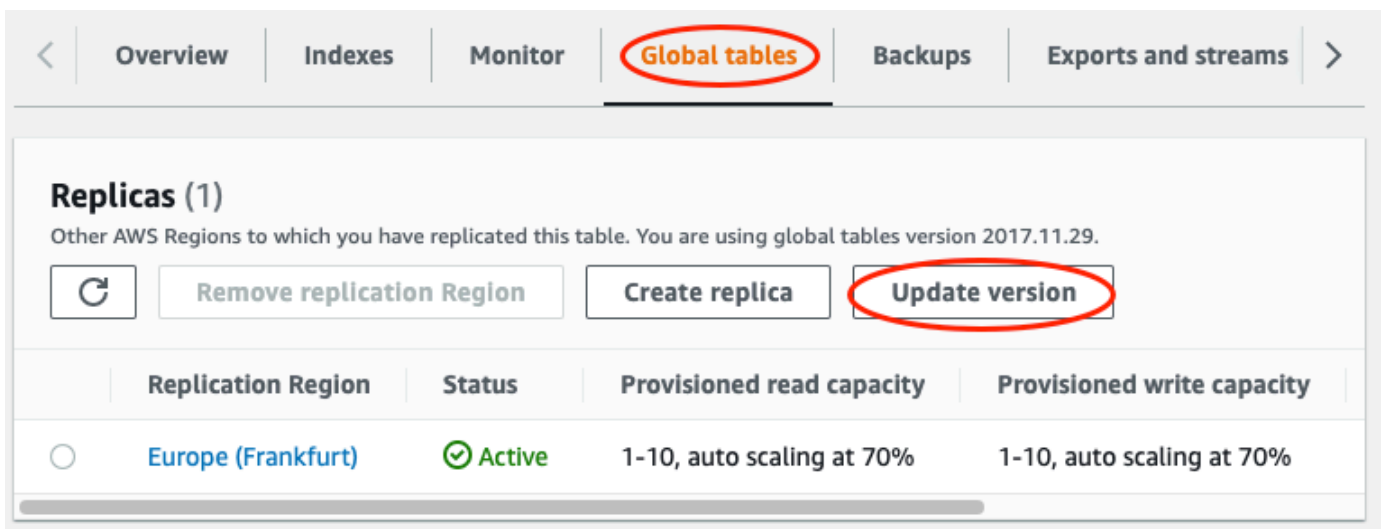 Overview Indexes Monitor Global tables Backups Exports and streams
Replicas (1)
Other AWS Regions to which you have replicated this table. You are using global tables version 2017.11.29.
Remove replication Region Create replica Update version
Replication Region Status Provisioned read capacity Provisioned write capacity
Europe (Frankfurt) Active 1-10, auto scaling at 70% 1-10, auto scaling at 70%